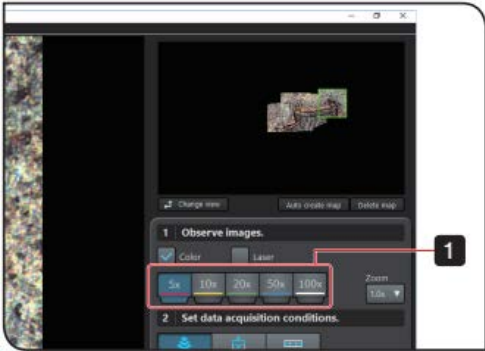 Change view
Auto create map
Delete map
1 Observe images.
Color
Laser
1
5x
10x
20x
50x
100x
Zoom
1.0x
2 Set data acquisition conditions.